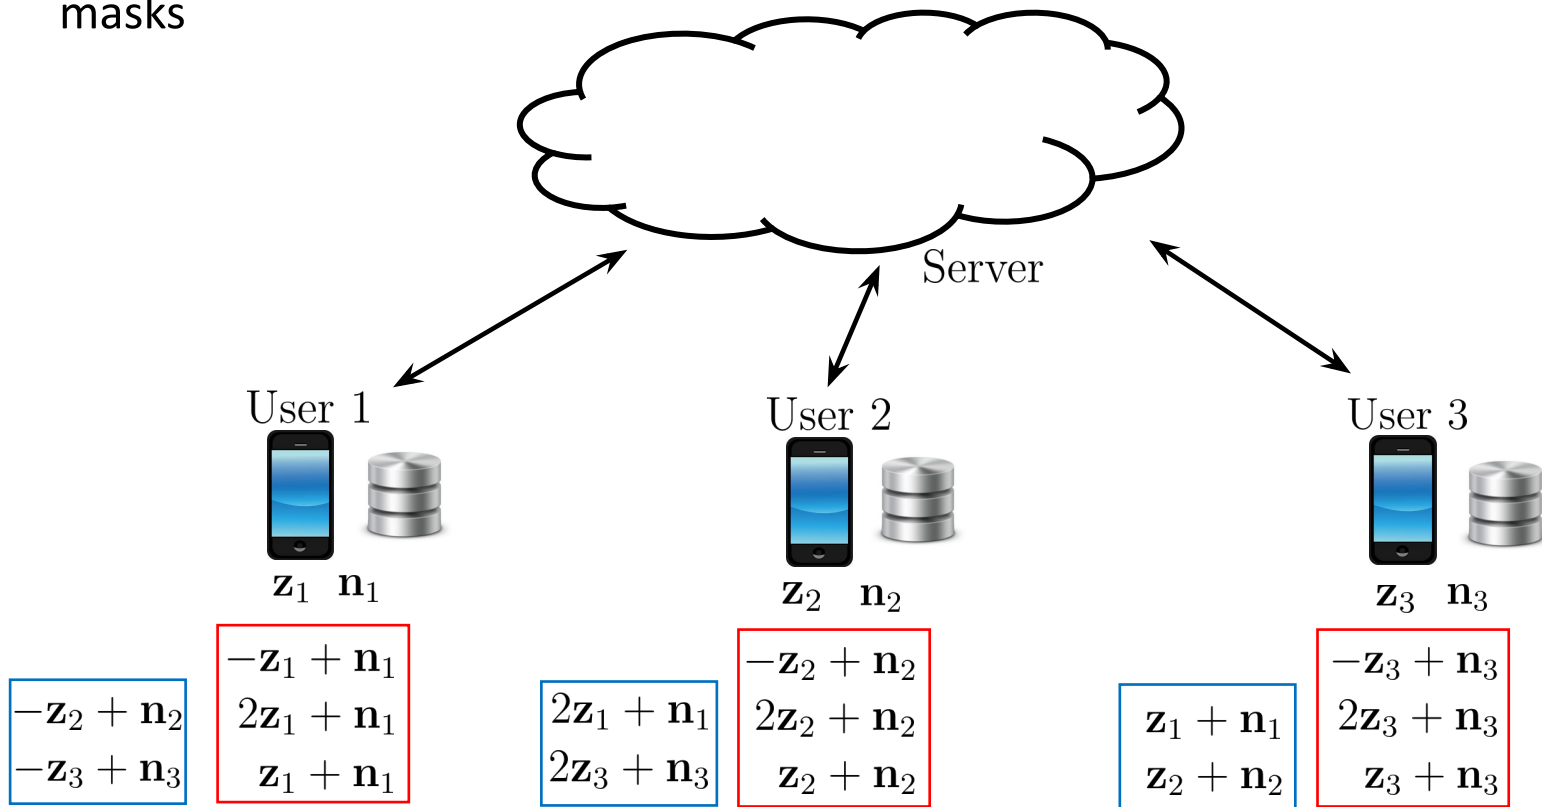 masks
Server
User 1
User 2
User 3
z₁ n₁
z₂ n₂
z₃ n₃
−z₂ + n₂
−z₃ + n₃
−z₁ + n₁
2z₁ + n₁
z₁ + n₁
2z₁ + n₁
2z₃ + n₃
−z₂ + n₂
2z₂ + n₂
z₂ + n₂
z₁ + n₁
z₂ + n₂
−z₃ + n₃
2z₃ + n₃
z₃ + n₃